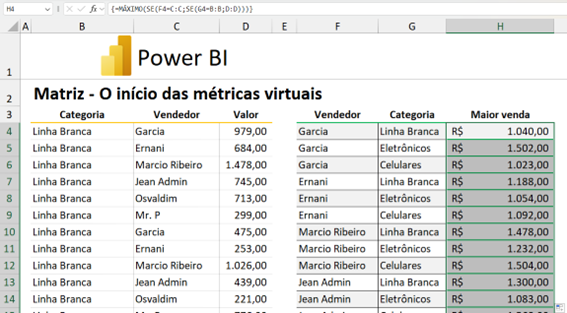 H4 {=MÁXIMO(SE(F4=C:C;SE(G4=B:B;D:D)))}
A B C D E F G H
1 Power BI
2 Matriz - O início das métricas virtuais
3 Categoria Vendedor Valor Vendedor Categoria Maior venda
4 Linha Branca Garcia 979,00 Garcia Linha Branca R$ 1.040,00
5 Linha Branca Ernani 684,00 Garcia Eletrônicos R$ 1.502,00
6 Linha Branca Marcio Ribeiro 1.478,00 Garcia Celulares R$ 1.023,00
7 Linha Branca Jean Admin 745,00 Ernani Linha Branca R$ 1.188,00
8 Linha Branca Osvaldim 713,00 Ernani Eletrônicos R$ 1.054,00
9 Linha Branca Mr. P 299,00 Ernani Celulares R$ 1.092,00
10 Linha Branca Garcia 475,00 Marcio Ribeiro Linha Branca R$ 1.478,00
11 Linha Branca Ernani 253,00 Marcio Ribeiro Eletrônicos R$ 1.232,00
12 Linha Branca Marcio Ribeiro 1.026,00 Marcio Ribeiro Celulares R$ 1.504,00
13 Linha Branca Jean Admin 439,00 Jean Admin Linha Branca R$ 1.300,00
14 Linha Branca Osvaldim 221,00 Jean Admin Eletrônicos R$ 1.083,00